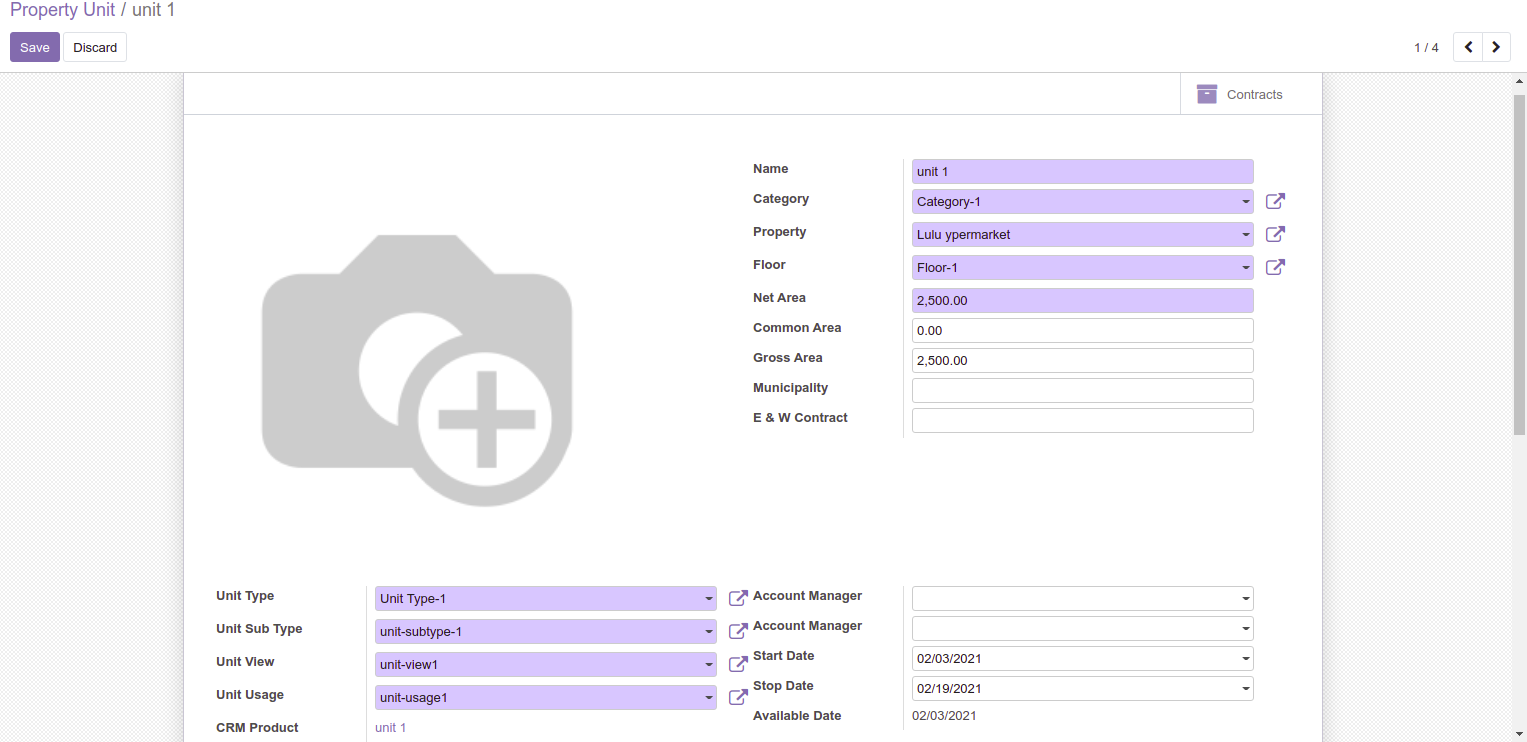 Property Unit / unit 1
Save Discard 1 / 4
Contracts
Name unit 1
Category Category-1
Property Lulu ypermarket
Floor Floor-1
Net Area 2,500.00
Common Area 0.00
Gross Area 2,500.00
Municipality
E & W Contract
Unit Type Unit Type-1 Account Manager
Unit Sub Type unit-subtype-1 Account Manager
Unit View unit-view1 Start Date 02/03/2021
Unit Usage unit-usage1 Stop Date 02/19/2021
CRM Product unit 1 Available Date 02/03/2021